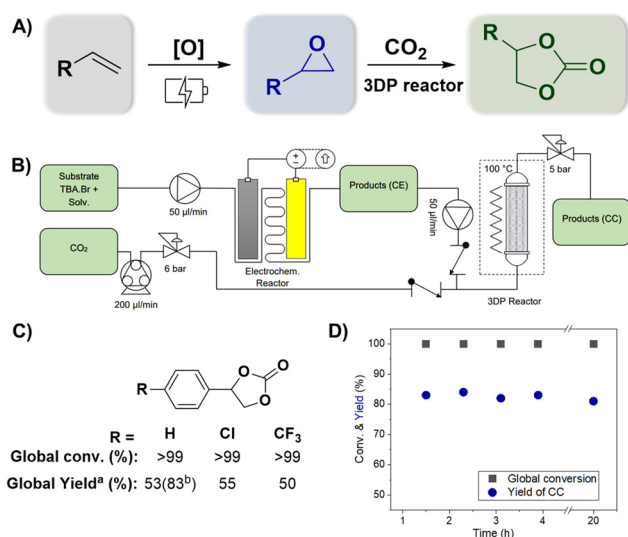 A)
R
[O]
O
R
CO₂
3DP reactor
R
O
O
O
B)
Substrate
TBA.Br +
Solv.
50 µl/min
+
−
Electrochem.
Reactor
Products (CE)
50 µl/min
100 °C
5 bar
Products (CC)
3DP Reactor
CO₂
200 µl/min
6 bar
C)
R
O
O
O
R = H Cl CF₃
Global conv. (%): >99 >99 >99
Global Yieldᵃ (%): 53(83ᵇ) 55 50
D)
Conv. & Yield (%)
100
90
80
70
60
50
Global conversion
Yield of CC
1 2 3 4 20
Time (h)